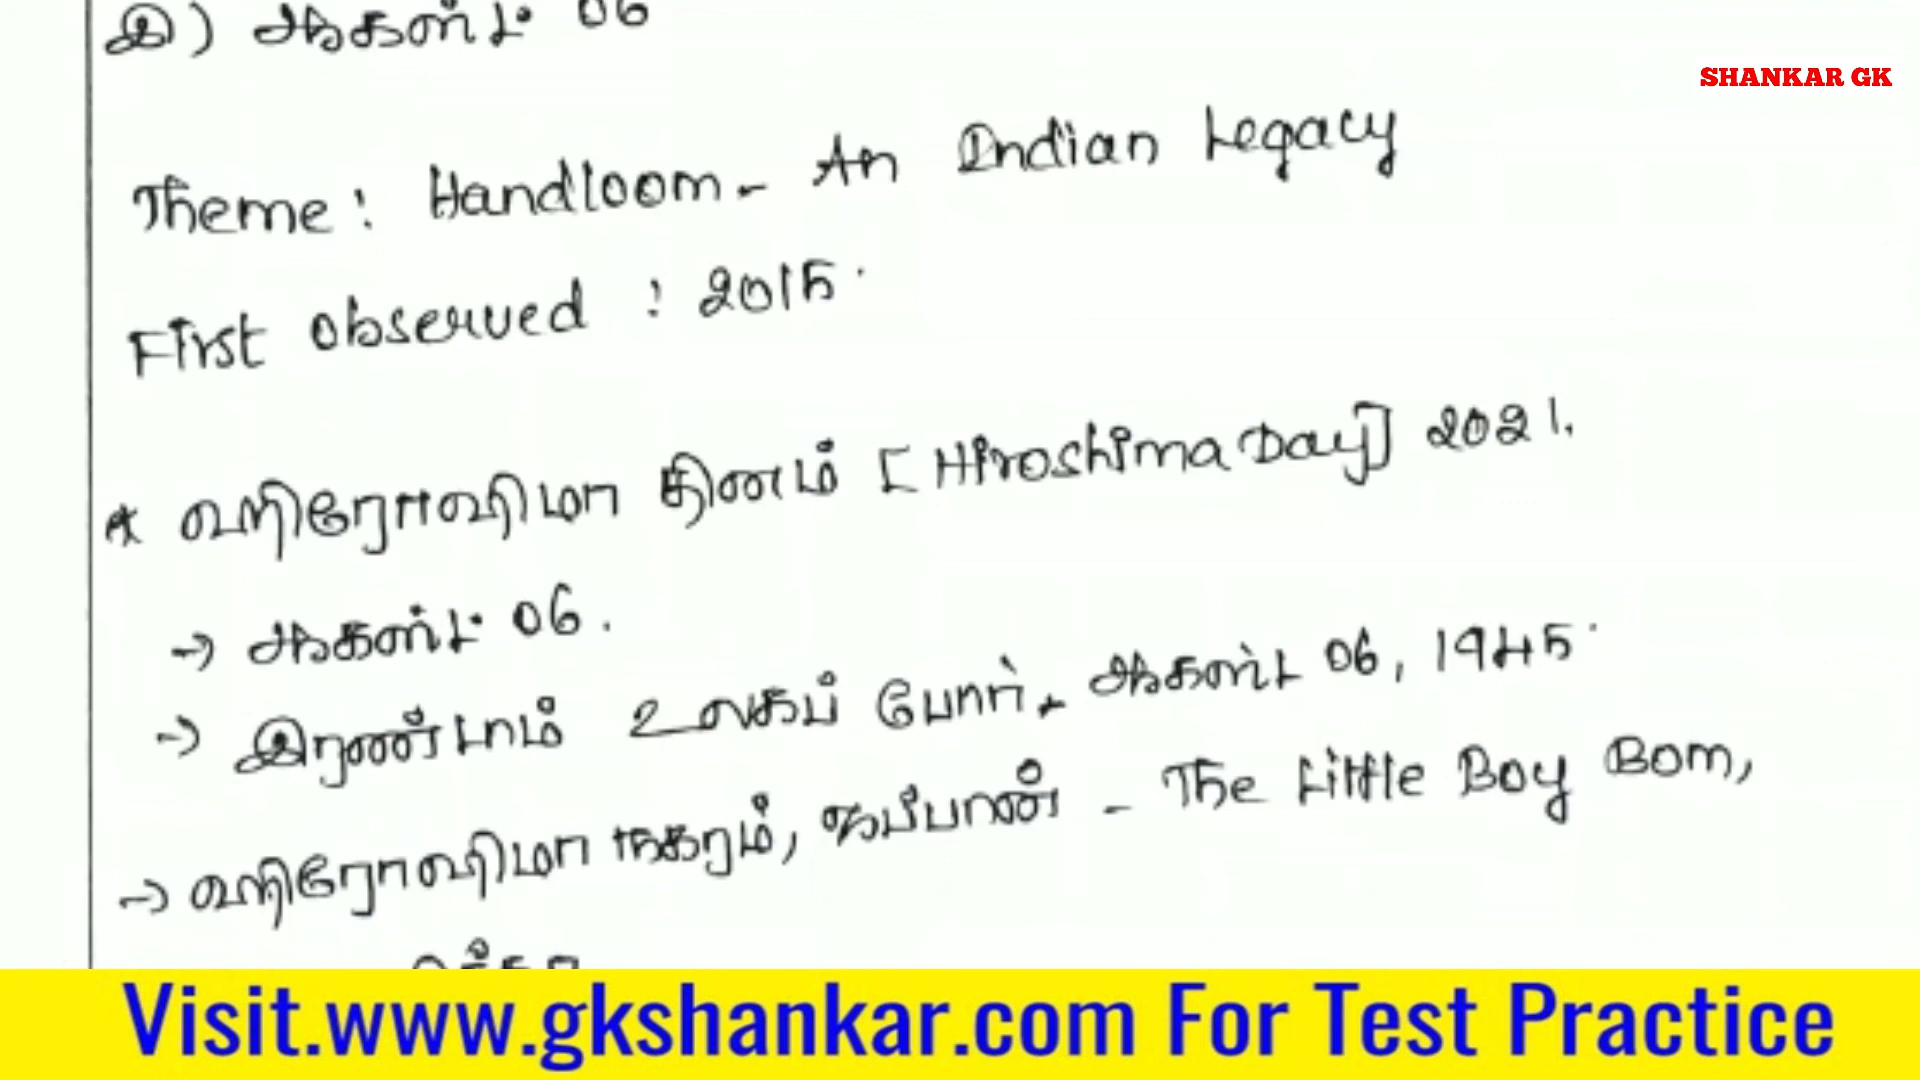 இ) ஆகஸ்ட் 06
SHANKAR GK
Theme : Handloom - An Indian Legacy
First observed : 2015.
* ஹிரோஷிமா தினம் [Hiroshima Day] 2021.
→ ஆகஸ்ட் 06.
→ இரண்டாம் உலகப் போர் - ஆகஸ்ட் 06, 1945.
→ ஹிரோஷிமா நகரம், ஜப்பான் - The Little Boy Bom,
Visit.www.gkshankar.com For Test Practice